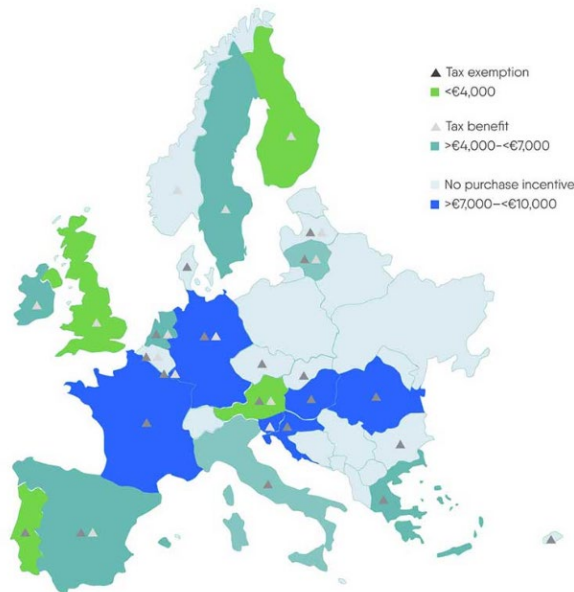 Tax exemption
<€4,000
Tax benefit
>€4,000–<€7,000
No purchase incentive
>€7,000–<€10,000